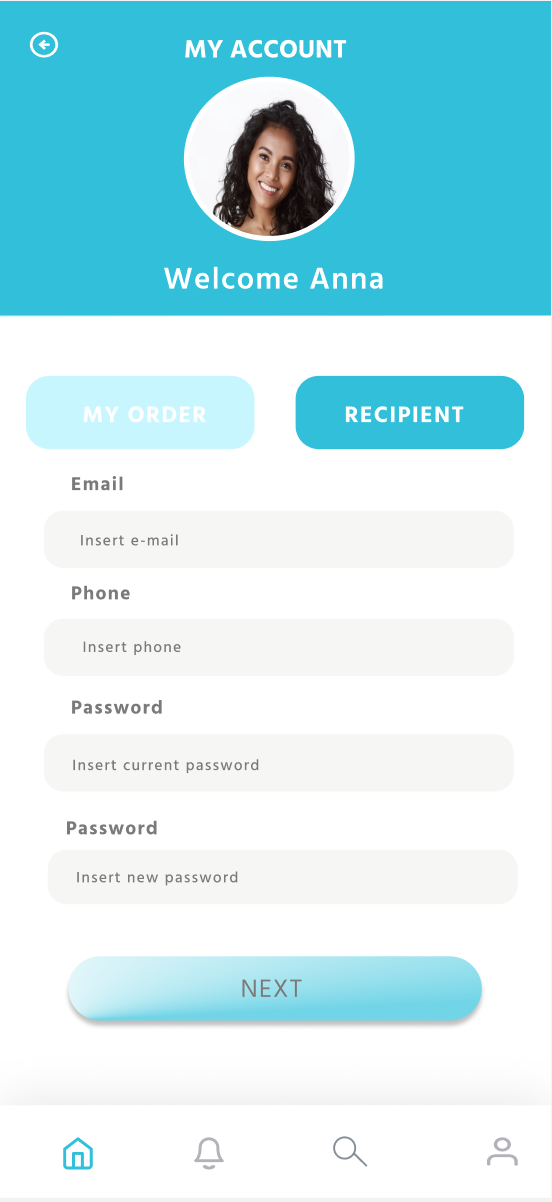 MY ACCOUNT
Welcome Anna
MY ORDER
RECIPIENT
Email
Insert e-mail
Phone
Insert phone
Password
Insert current password
Password
Insert new password
NEXT